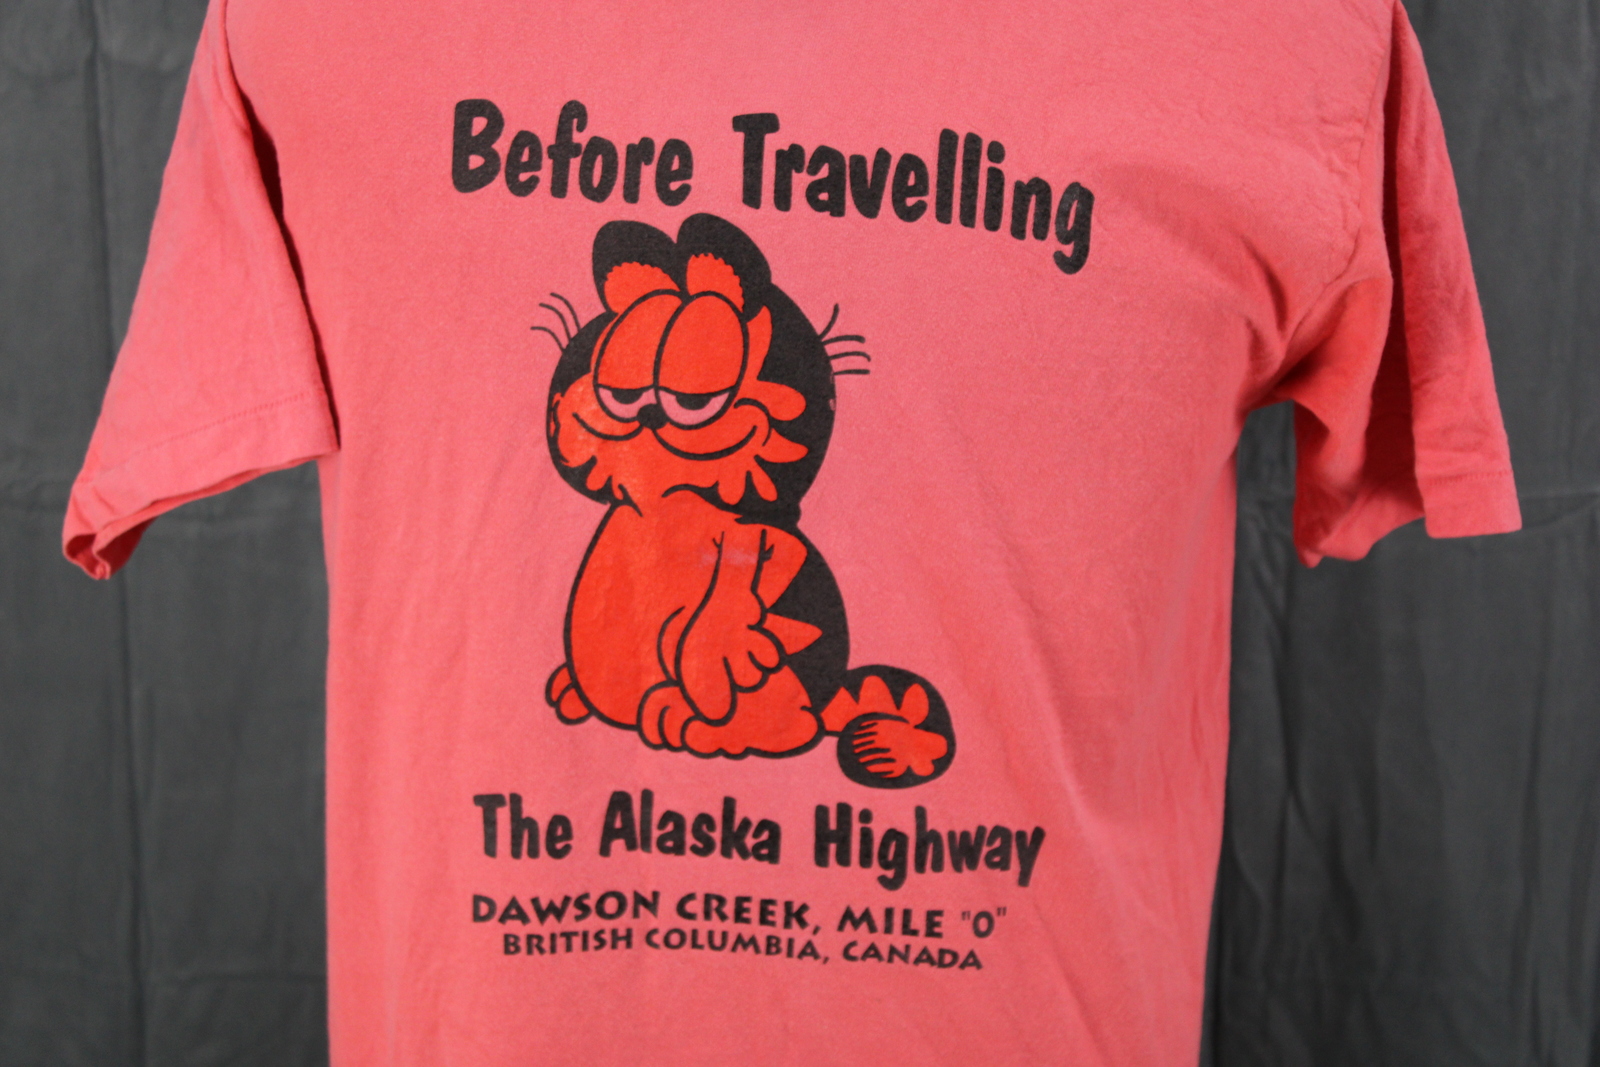 Before Travelling
The Alaska Highway
DAWSON CREEK, MILE "0"
BRITISH COLUMBIA, CANADA